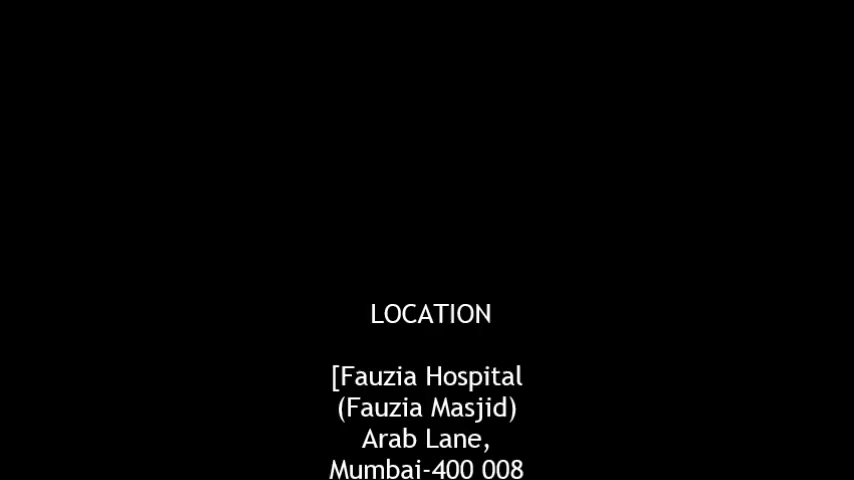 LOCATION
[Fauzia Hospital
(Fauzia Masjid)
Arab Lane,
Mumbai-400 008